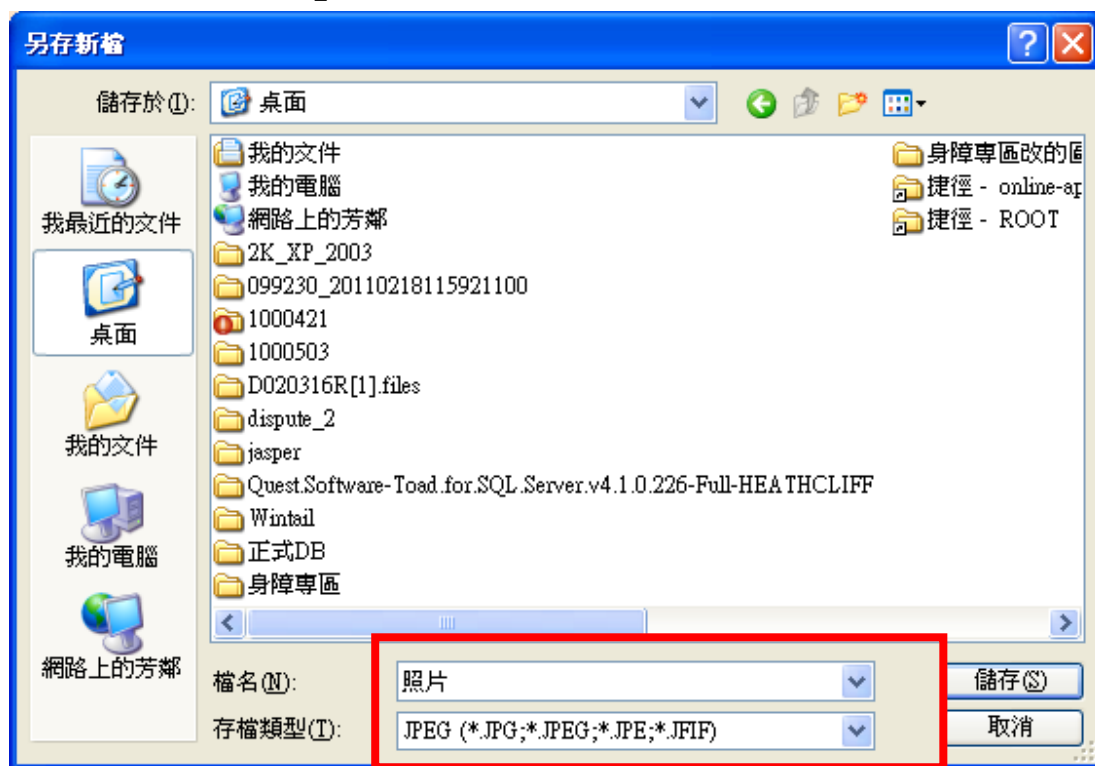 另存新檔
儲存於(I):
桌面
我最近的文件
桌面
我的文件
我的電腦
網路上的芳鄰
我的文件
我的電腦
網路上的芳鄰
2K_XP_2003
099230_20110218115921100
1000421
1000503
D020316R[1].files
dispute_2
jasper
Quest.Software-Toad.for.SQL.Server.v4.1.0.226-Full-HEATHCLIFF
Wintail
正式DB
身障專區
身障專區改的
捷徑 - online-ap
捷徑 - ROOT
檔名(N):
照片
儲存(S)
存檔類型(T):
JPEG (*.JPG;*.JPEG;*.JPE;*.JFIF)
取消